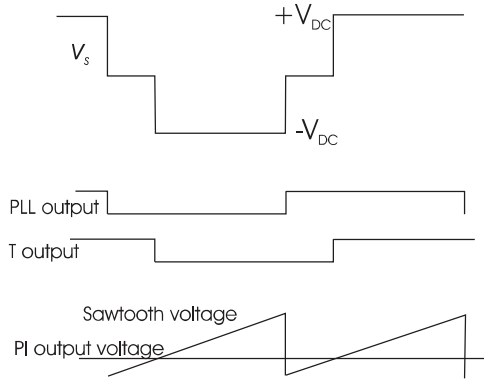 +V_DC
V_s
-V_DC
PLL output
T output
Sawtooth voltage
PI output voltage